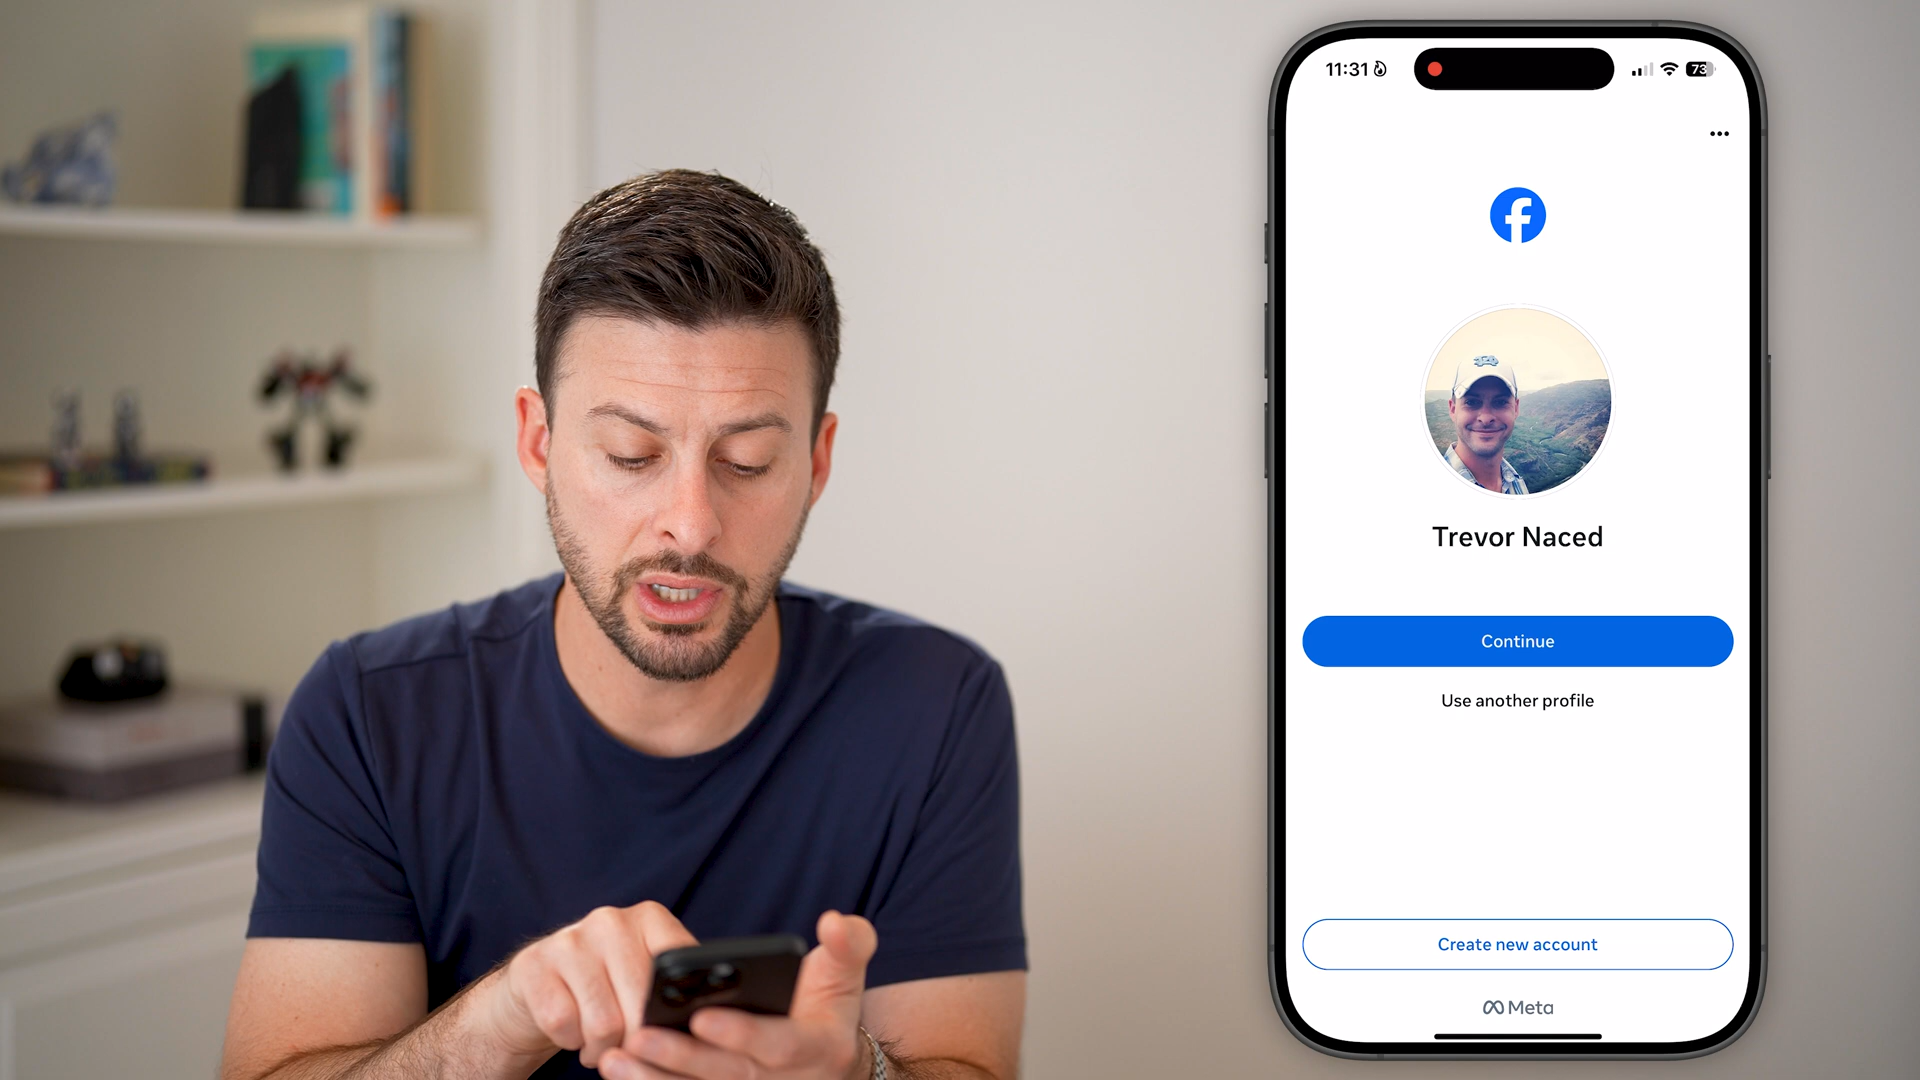 11:31
73
Trevor Naced
Continue
Use another profile
Create new account
Meta